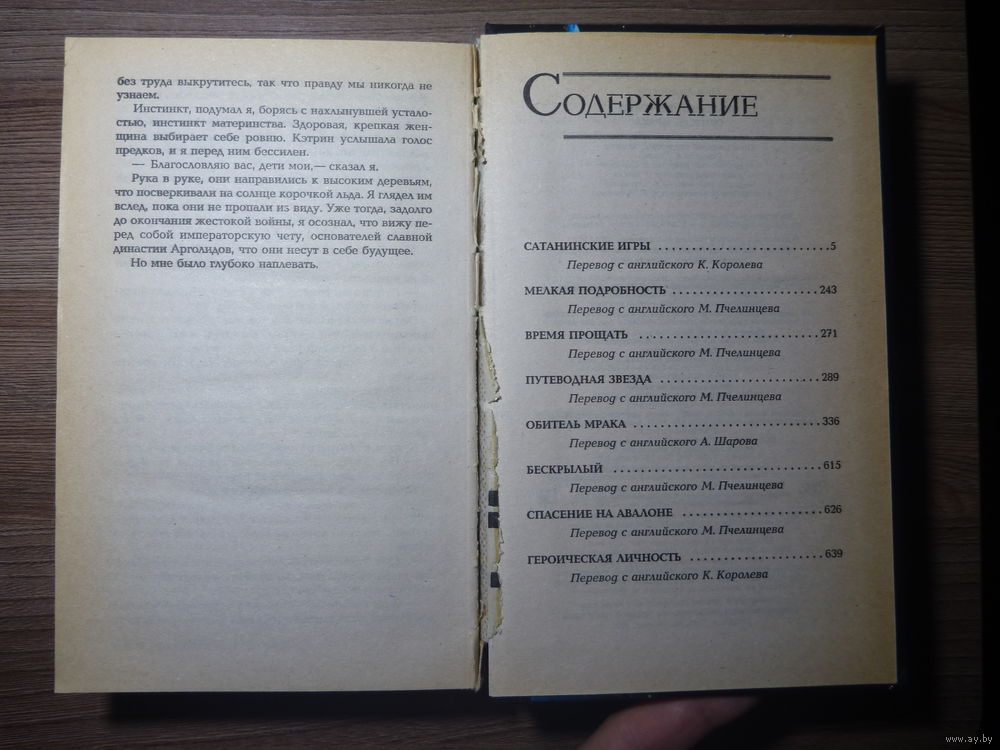 без труда выкрутитесь, так что правду мы никогда не
узнаем.
Инстинкт, подумал я, борясь с нахлынувшей устало-
стью, инстинкт материнства. Здоровая, крепкая жен-
щина выбирает себе ровню. Кэтрин услышала голос
предков, и я перед ним бессилен.
— Благословляю вас, дети мои,— сказал я.
Рука в руке, они направились к высоким деревьям,
что посверкивали на солнце корочкой льда. Я глядел им
вслед, пока они не пропали из виду. Уже тогда, задолго
до окончания жестокой войны, я осознал, что вижу пе-
ред собой императорскую чету, основателей славной
династии Арголидов, что они несут в себе будущее.
Но мне было глубоко наплевать.
СОДЕРЖАНИЕ
САТАНИНСКИЕ ИГРЫ . . . . . . . . . . . . . . . . . . . . . . 5
Перевод с английского К. Королева
МЕЛКАЯ ПОДРОБНОСТЬ . . . . . . . . . . . . . . . . . . . 243
Перевод с английского М. Пчелинцева
ВРЕМЯ ПРОЩАТЬ . . . . . . . . . . . . . . . . . . . . . . . 271
Перевод с английского М. Пчелинцева
ПУТЕВОДНАЯ ЗВЕЗДА . . . . . . . . . . . . . . . . . . . . 289
Перевод с английского М. Пчелинцева
ОБИТЕЛЬ МРАКА . . . . . . . . . . . . . . . . . . . . . . . 336
Перевод с английского А. Шарова
БЕСКРЫЛЫЙ . . . . . . . . . . . . . . . . . . . . . . . . . 615
Перевод с английского М. Пчелинцева
СПАСЕНИЕ НА АВАЛОНЕ . . . . . . . . . . . . . . . . . 626
Перевод с английского М. Пчелинцева
ГЕРОИЧЕСКАЯ ЛИЧНОСТЬ . . . . . . . . . . . . . . . . . 639
Перевод с английского К. Королева
www.ay.by